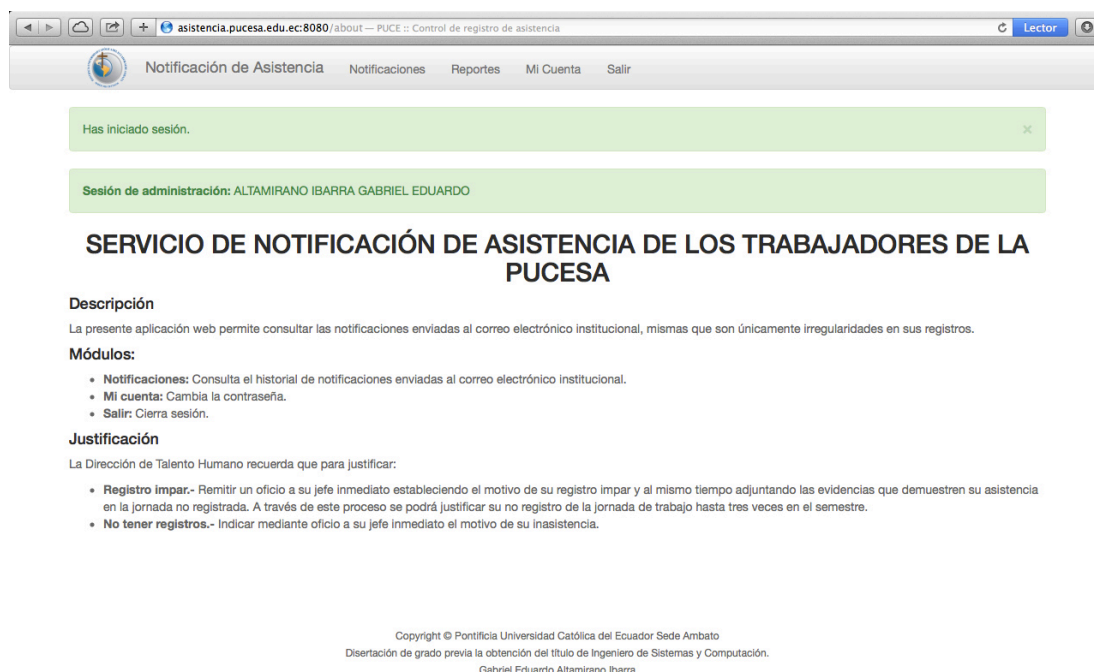 asistencia.pucesa.edu.ec:8080/about — PUCE :: Control de registro de asistencia
Lector
Notificación de Asistencia Notificaciones Reportes Mi Cuenta Salir
Has iniciado sesión. ×
Sesión de administración: ALTAMIRANO IBARRA GABRIEL EDUARDO
SERVICIO DE NOTIFICACIÓN DE ASISTENCIA DE LOS TRABAJADORES DE LA
PUCESA
Descripción
La presente aplicación web permite consultar las notificaciones enviadas al correo electrónico institucional, mismas que son únicamente irregularidades en sus registros.
Módulos:
• Notificaciones: Consulta el historial de notificaciones enviadas al correo electrónico institucional.
• Mi cuenta: Cambia la contraseña.
• Salir: Cierra sesión.
Justificación
La Dirección de Talento Humano recuerda que para justificar:
• Registro impar.- Remitir un oficio a su jefe inmediato estableciendo el motivo de su registro impar y al mismo tiempo adjuntando las evidencias que demuestren su asistencia
en la jornada no registrada. A través de este proceso se podrá justificar su no registro de la jornada de trabajo hasta tres veces en el semestre.
• No tener registros.- Indicar mediante oficio a su jefe inmediato el motivo de su inasistencia.
Copyright © Pontificia Universidad Católica del Ecuador Sede Ambato
Disertación de grado previa la obtención del título de Ingeniero de Sistemas y Computación.
Gabriel Eduardo Altamirano Ibarra